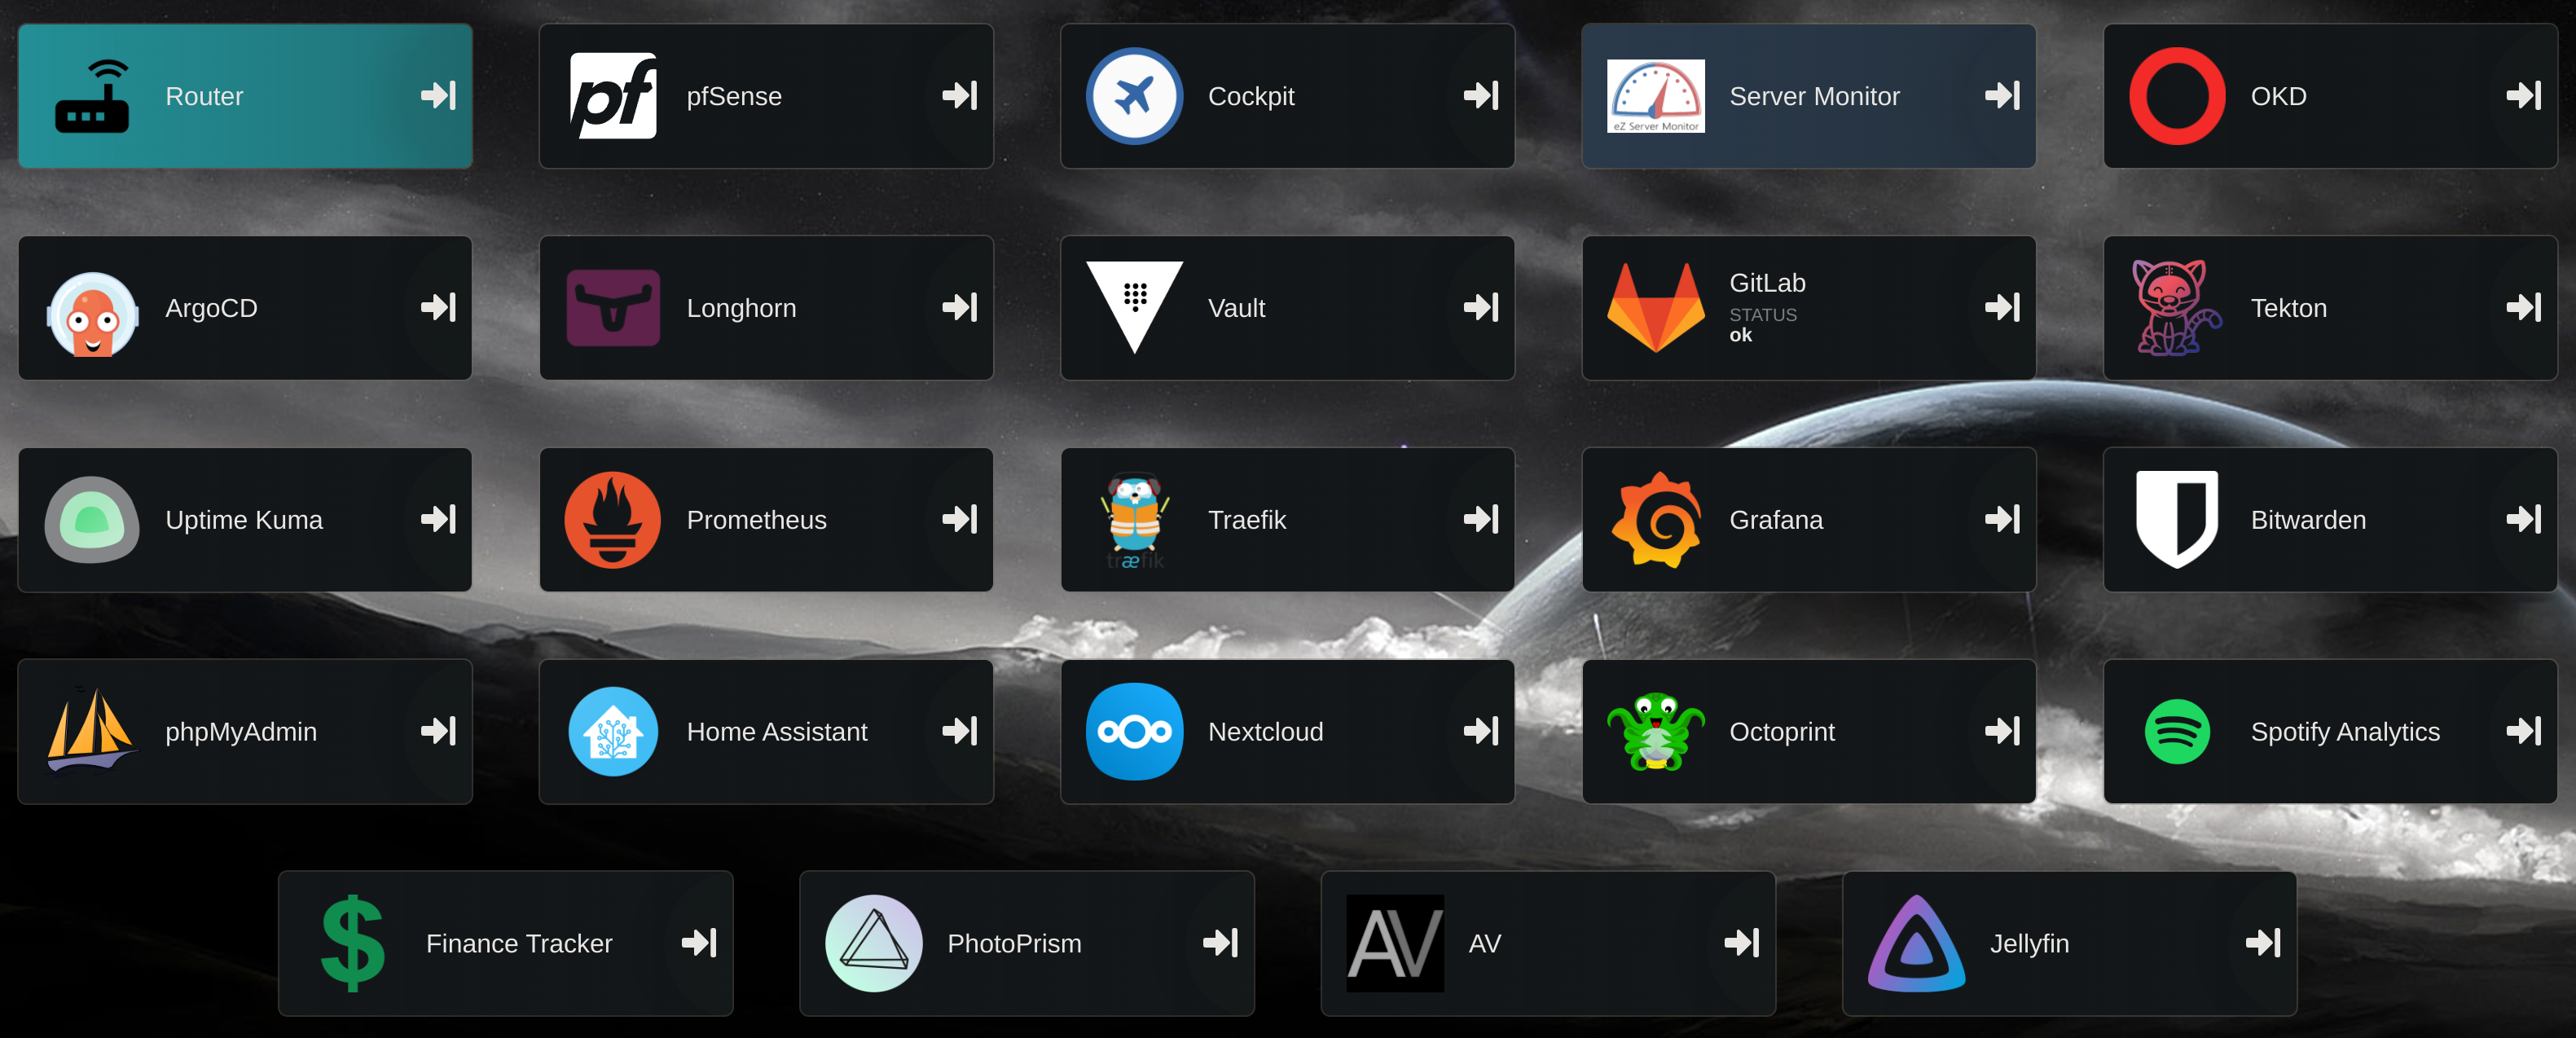 Router
pf
pfSense
Cockpit
eZ Server Monitor
Server Monitor
OKD
ArgoCD
Longhorn
Vault
GitLab
STATUS
ok
Tekton
Uptime Kuma
Prometheus
træfik
Traefik
Grafana
Bitwarden
phpMyAdmin
Home Assistant
Nextcloud
Octoprint
Spotify Analytics
$
Finance Tracker
PhotoPrism
AV
AV
Jellyfin